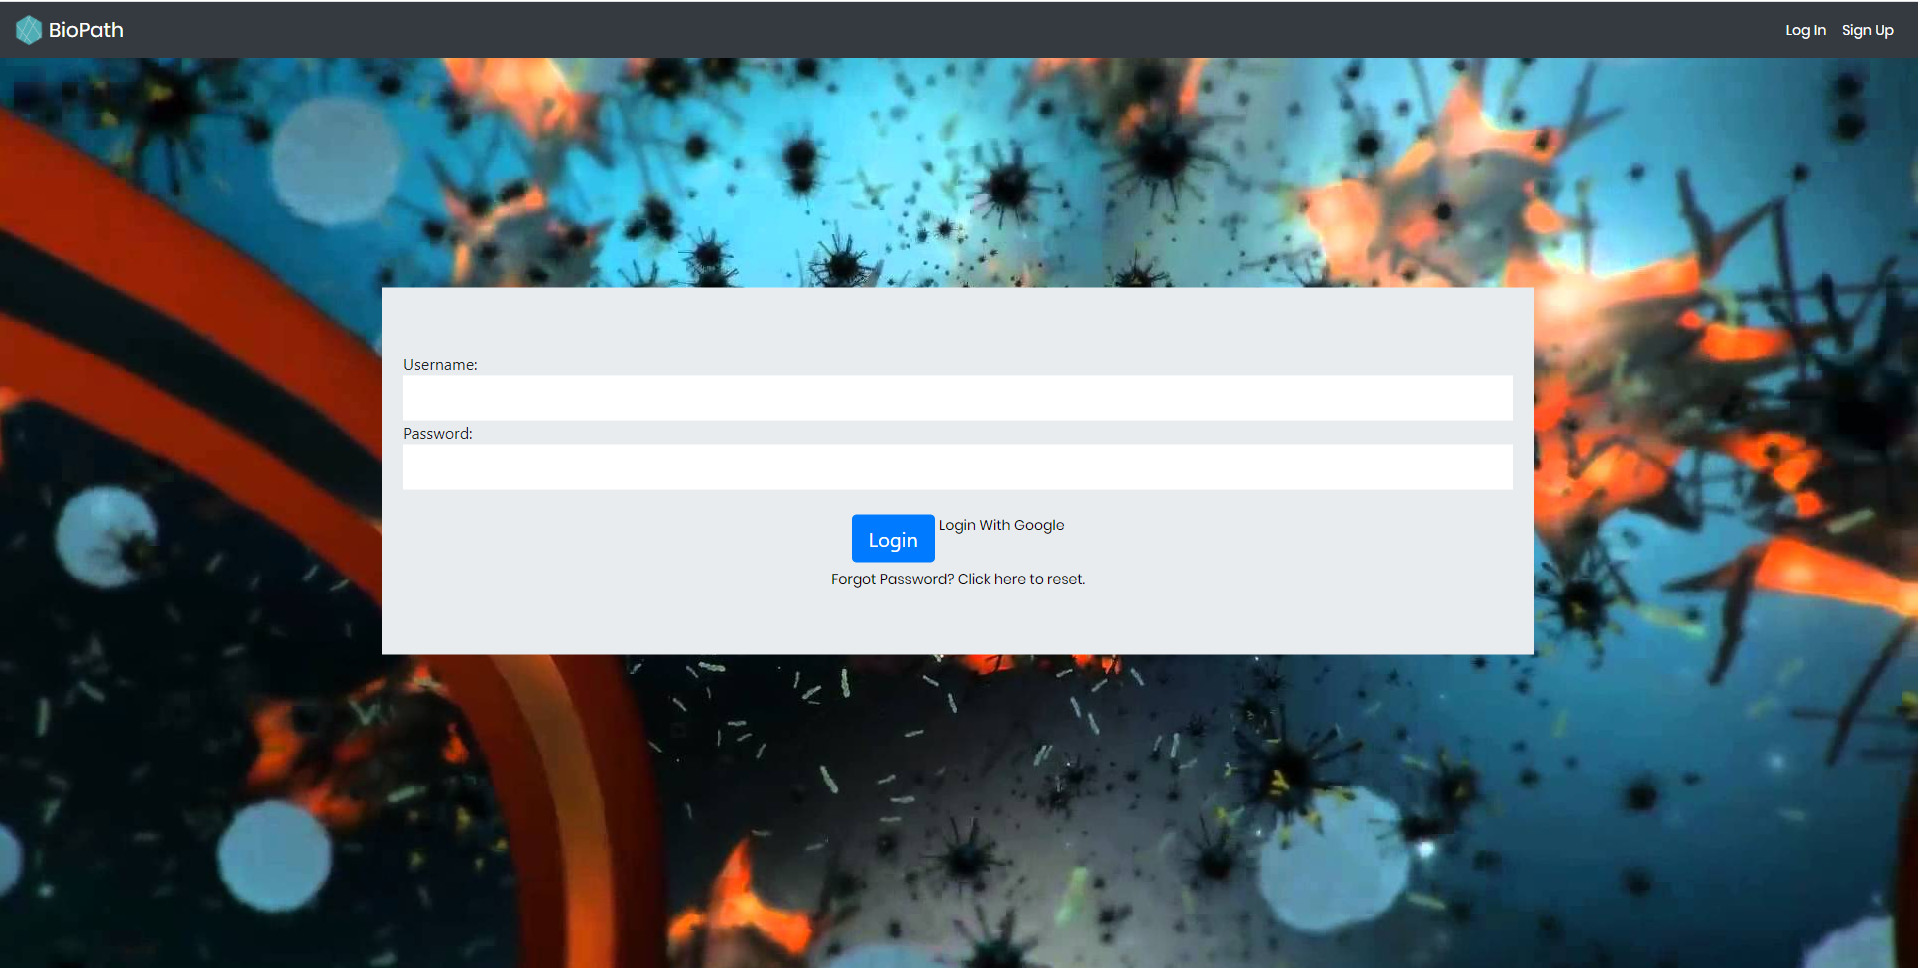 BioPath
Log In Sign Up
Username:
Password:
Login Login With Google
Forgot Password? Click here to reset.